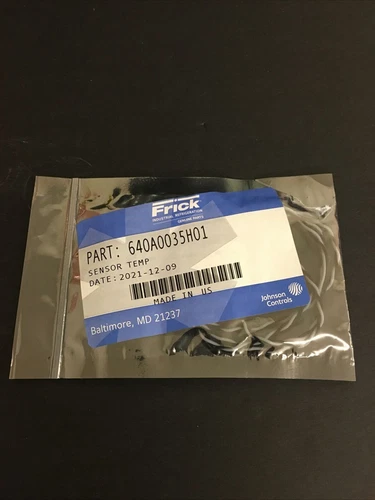 Frick
INDUSTRIAL REFRIGERATION
GENUINE PARTS
PART: 640A0035H01
SENSOR TEMP
DATE: 2021-12-09
MADE IN US
Johnson
Controls
Baltimore, MD 21237